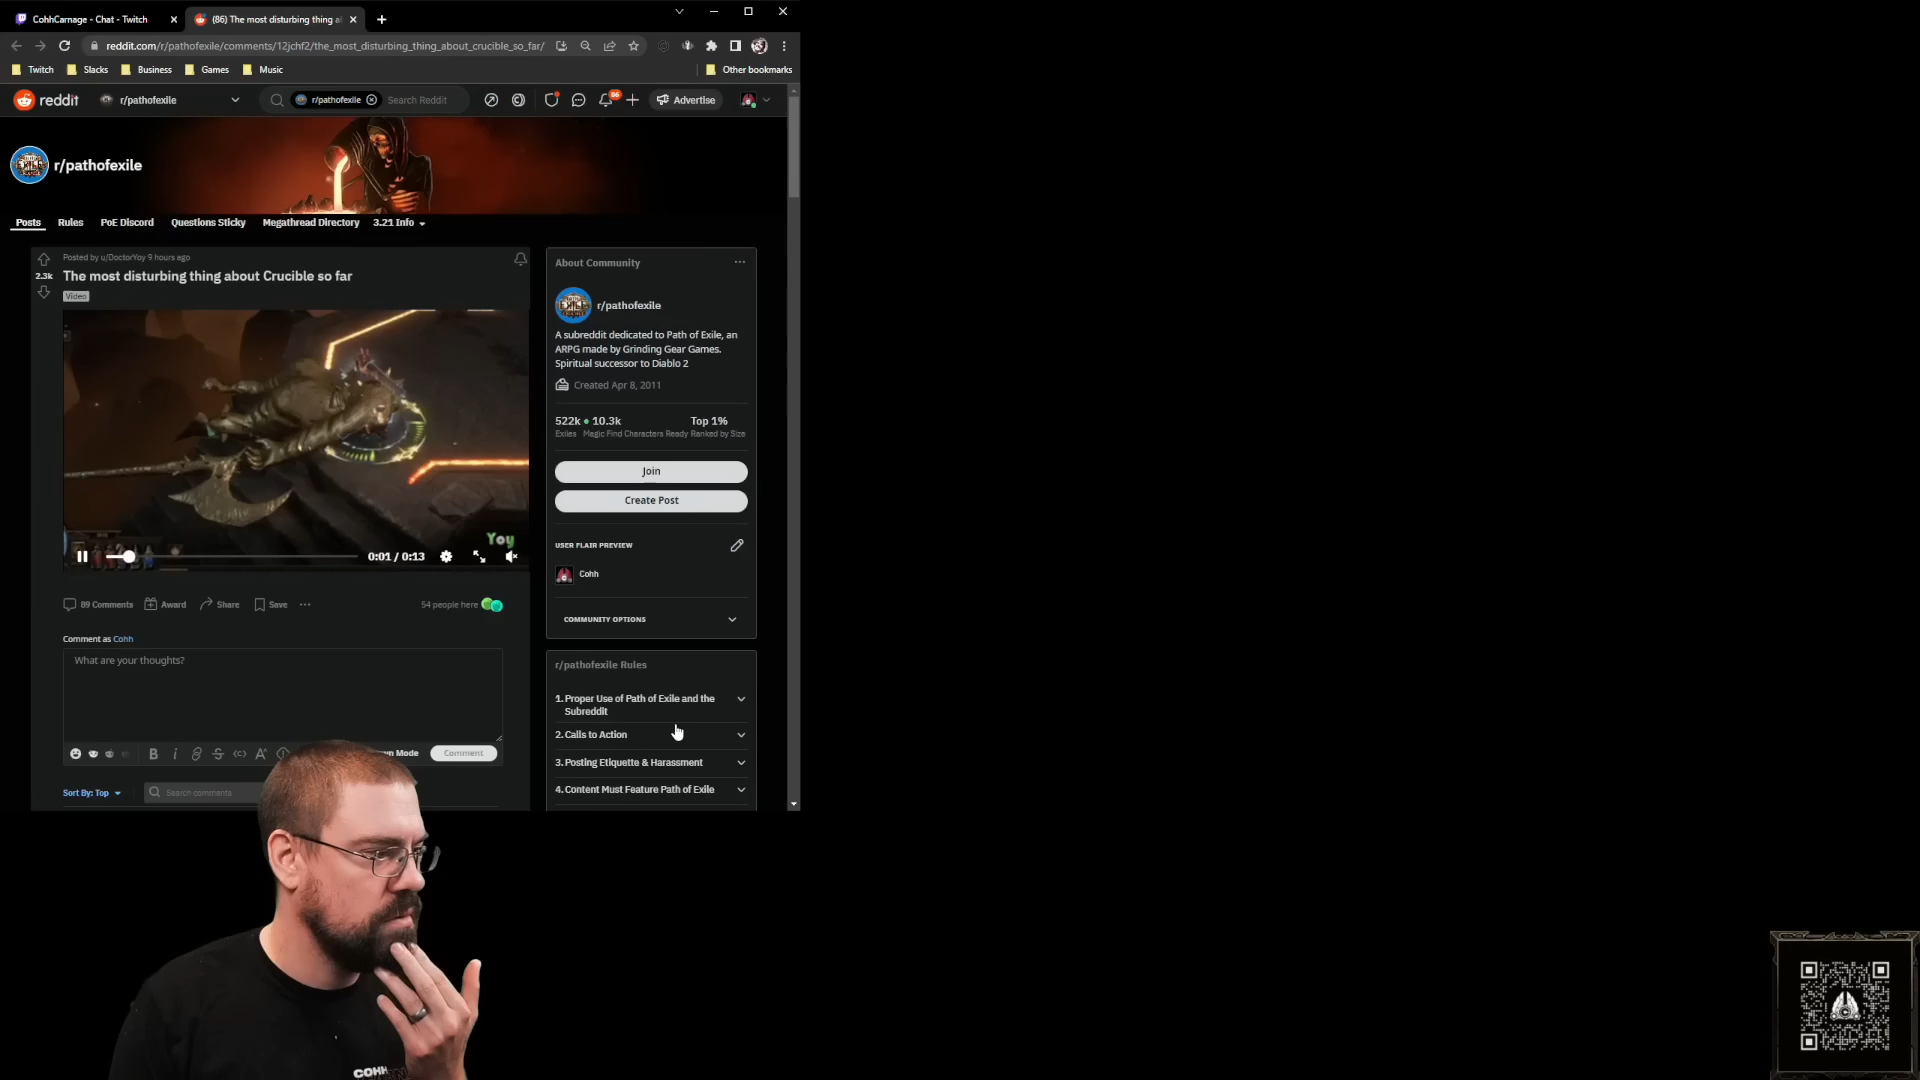 CohhCarnage - Chat - Twitch
(86) The most disturbing thing a
reddit.com/r/pathofexile/comments/12jchf2/the_most_disturbing_thing_about_crucible_so_far/
Twitch
Slacks
Business
Games
Music
Other bookmarks
reddit
r/pathofexile
r/pathofexile
Search Reddit
86
Advertise
r/pathofexile
Posts
Rules
PoE Discord
Questions Sticky
Megathread Directory
3.21 Info
Posted by u/DoctorYoy 9 hours ago
2.3k
The most disturbing thing about Crucible so far
Video
Yoy
0:01 / 0:13
89 Comments
Award
Share
Save
54 people here
Comment as Cohh
What are your thoughts?
wn Mode
Comment
Sort By: Top
Search comments
About Community
r/pathofexile
A subreddit dedicated to Path of Exile, an
ARPG made by Grinding Gear Games.
Spiritual successor to Diablo 2
Created Apr 8, 2011
522k
10.3k
Top 1%
Exiles
Magic Find Characters Ready
Ranked by Size
Join
Create Post
USER FLAIR PREVIEW
Cohh
COMMUNITY OPTIONS
r/pathofexile Rules
1. Proper Use of Path of Exile and the
Subreddit
2. Calls to Action
3. Posting Etiquette & Harassment
4. Content Must Feature Path of Exile
COHH